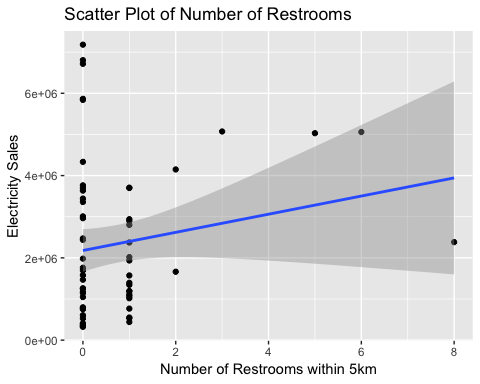 Scatter Plot of Number of Restrooms
Electricity Sales
6e+06
4e+06
2e+06
0e+00
0 2 4 6 8
Number of Restrooms within 5km